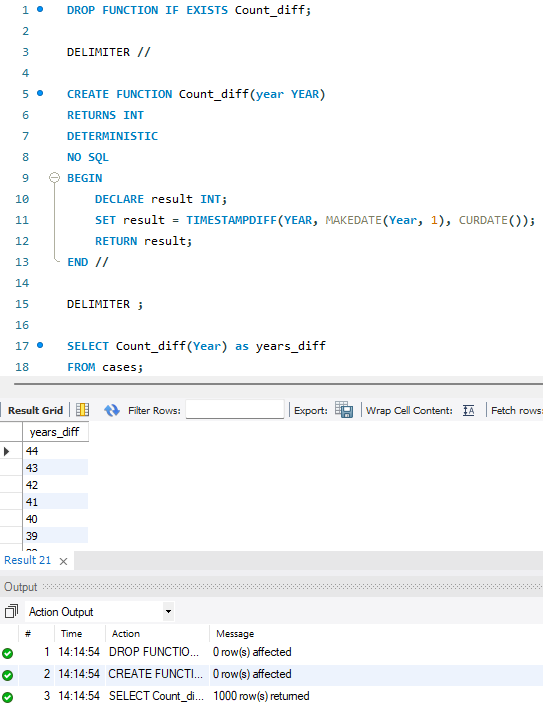 1 DROP FUNCTION IF EXISTS Count_diff;
2
3 DELIMITER //
4
5 CREATE FUNCTION Count_diff(year YEAR)
6 RETURNS INT
7 DETERMINISTIC
8 NO SQL
9 BEGIN
10 DECLARE result INT;
11 SET result = TIMESTAMPDIFF(YEAR, MAKEDATE(Year, 1), CURDATE());
12 RETURN result;
13 END //
14
15 DELIMITER ;
16
17 SELECT Count_diff(Year) as years_diff
18 FROM cases;
Result Grid Filter Rows: Export: Wrap Cell Content: Fetch rows:
years_diff
44
43
42
41
40
39
Result 21
Output
Action Output
# Time Action Message
1 14:14:54 DROP FUNCTIO... 0 row(s) affected
2 14:14:54 CREATE FUNCTI... 0 row(s) affected
3 14:14:54 SELECT Count_di... 1000 row(s) returned